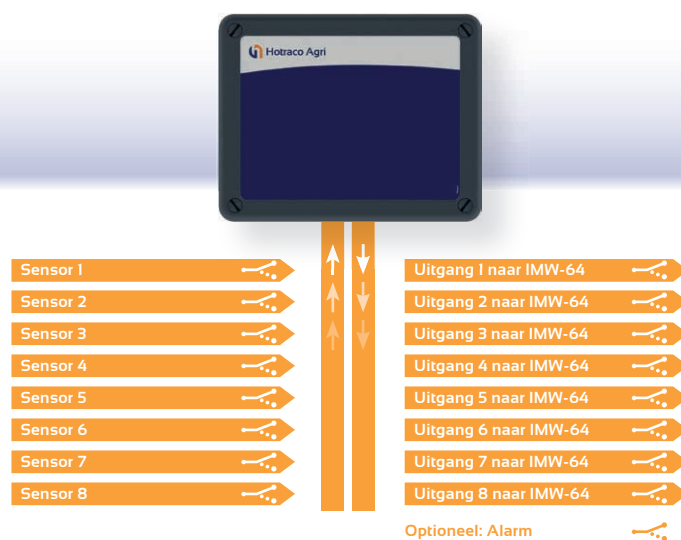 Hotraco Agri
Sensor 1
Sensor 2
Sensor 3
Sensor 4
Sensor 5
Sensor 6
Sensor 7
Sensor 8
Uitgang 1 naar IMW-64
Uitgang 2 naar IMW-64
Uitgang 3 naar IMW-64
Uitgang 4 naar IMW-64
Uitgang 5 naar IMW-64
Uitgang 6 naar IMW-64
Uitgang 7 naar IMW-64
Uitgang 8 naar IMW-64
Optioneel: Alarm